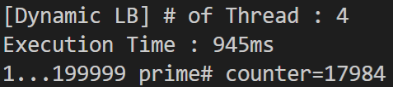 [Dynamic LB] # of Thread : 4
Execution Time : 945ms
1...199999 prime# counter=17984